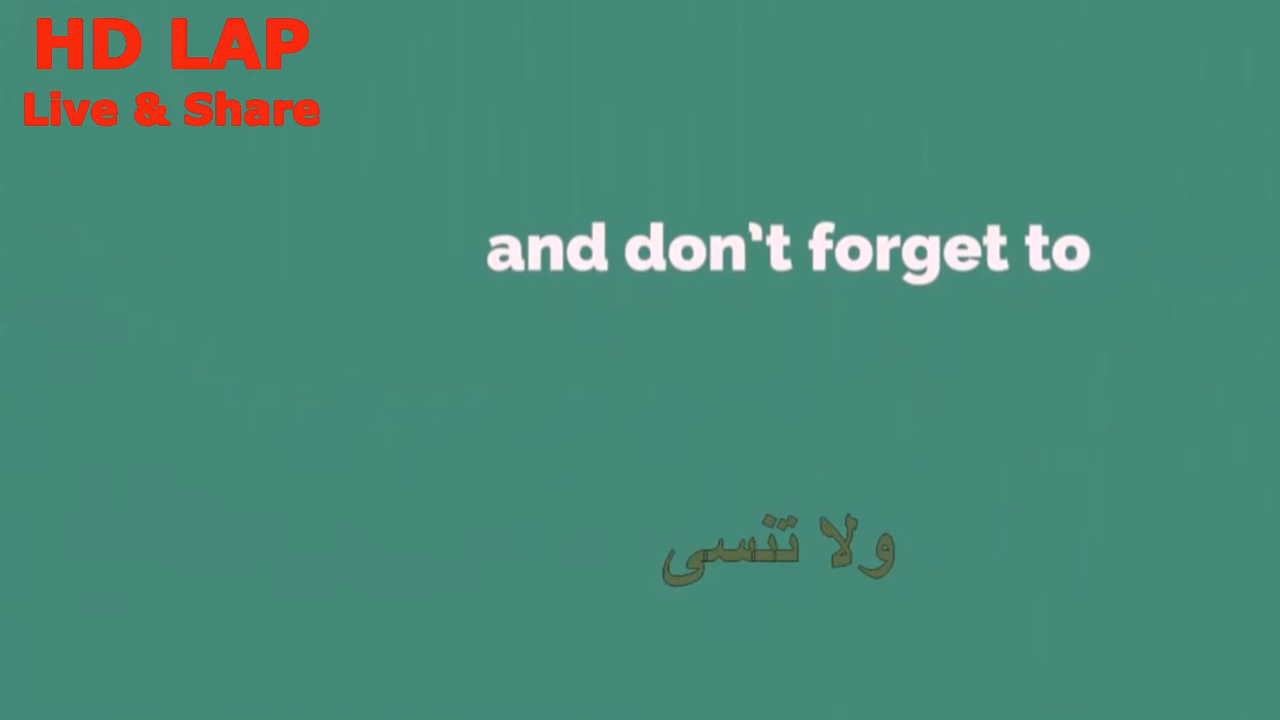 HD LAP
Live & Share
and don't forget to
ولا تنسى